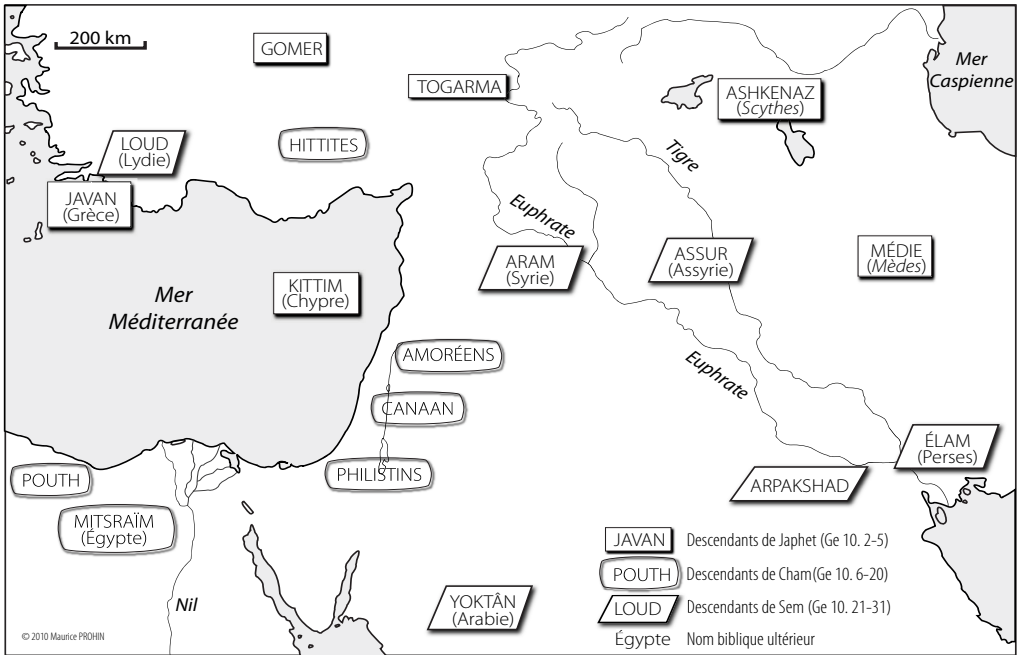 200 km
GOMER
Mer
Caspienne
TOGARMA
ASHKENAZ
(Scythes)
LOUD
(Lydie)
HITTITES
Tigre
JAVAN
(Grèce)
Euphrate
ARAM
(Syrie)
ASSUR
(Assyrie)
MÉDIE
(Mèdes)
KITTIM
(Chypre)
Mer
Méditerranée
AMORÉENS
Euphrate
CANAAN
ÉLAM
(Perses)
POUTH
PHILISTINS
ARPAKSHAD
MITSRAÏM
(Égypte)
Nil
YOKTÂN
(Arabie)
JAVAN Descendants de Japhet (Ge 10. 2-5)
POUTH Descendants de Cham(Ge 10. 6-20)
LOUD Descendants de Sem (Ge 10. 21-31)
Égypte Nom biblique ultérieur
© 2010 Maurice PROHIN